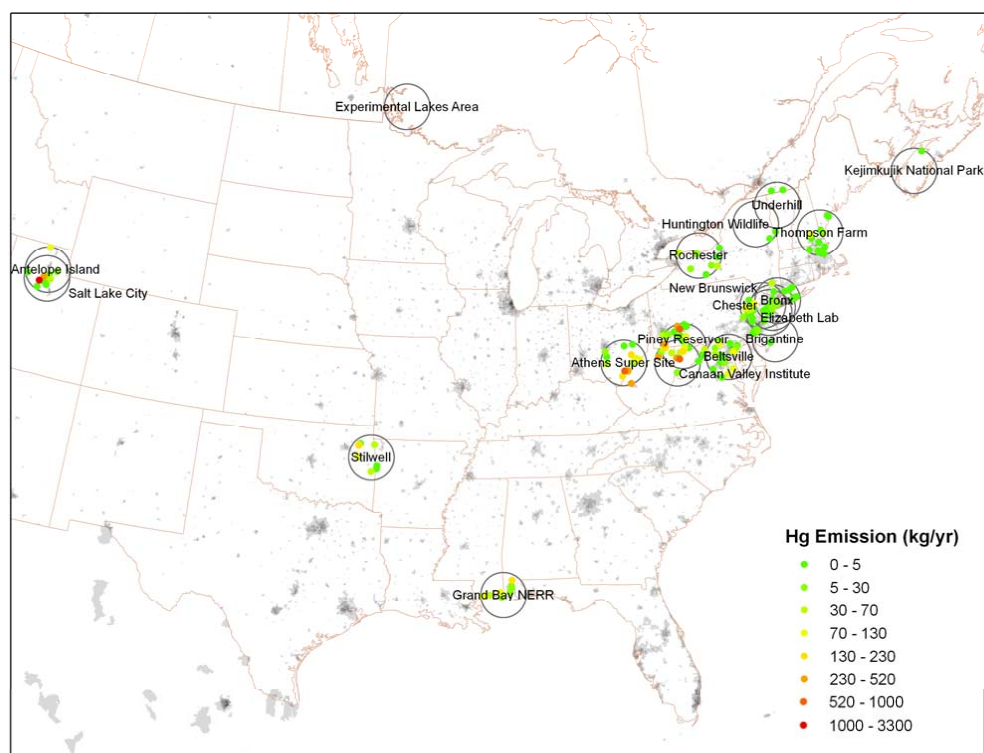 Experimental Lakes Area
Kejimkujik National Park
Underhill
Huntington Wildlife
Thompson Farm
Rochester
Antelope Island
Salt Lake City
New Brunswick
Bronx
Chester
Elizabeth Lab
Brigantine
Piney Reservoir
Beltsville
Athens Super Site
Canaan Valley Institute
Stilwell
Grand Bay NERR
Hg Emission (kg/yr)
0 - 5
5 - 30
30 - 70
70 - 130
130 - 230
230 - 520
520 - 1000
1000 - 3300